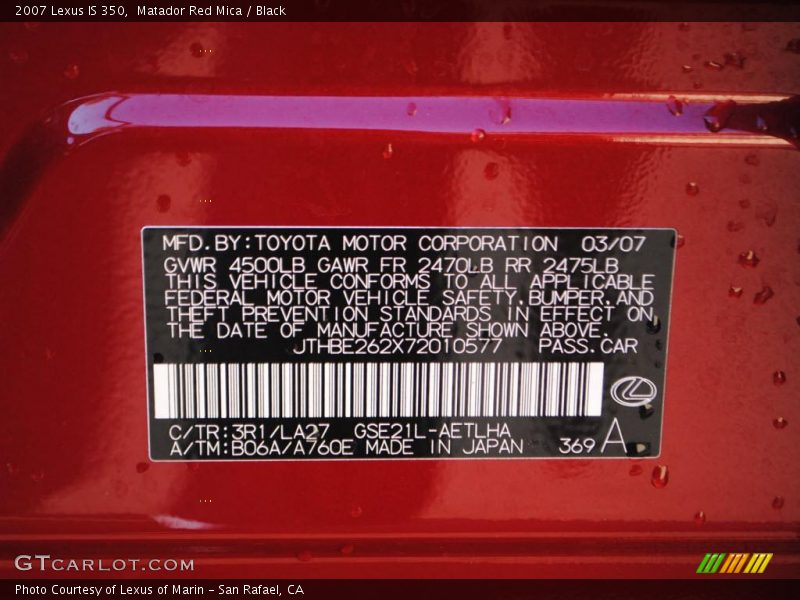 2007 Lexus IS 350,  Matador Red Mica / Black
MFD.BY:TOYOTA MOTOR CORPORATION 03/07
GVWR 4500LB GAWR FR 2470LB RR 2475LB
THIS VEHICLE CONFORMS TO ALL APPLICABLE
FEDERAL MOTOR VEHICLE SAFETY,BUMPER,AND
THEFT PREVENTION STANDARDS IN EFFECT ON
THE DATE OF MANUFACTURE SHOWN ABOVE.
JTHBE262X72010577 PASS.CAR
C/TR:3R1/LA27 GSE21L-AETLHA
A/TM:B06A/A760E MADE IN JAPAN 369 A
GTCARLOT.COM
Photo Courtesy of Lexus of Marin - San Rafael, CA